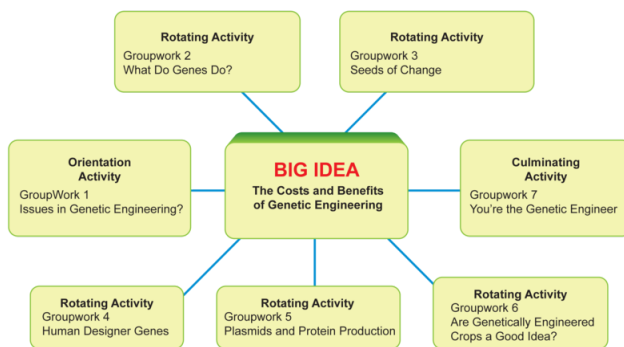 Rotating Activity
Groupwork 2
What Do Genes Do?
Rotating Activity
Groupwork 3
Seeds of Change
Orientation
Activity
GroupWork 1
Issues in Genetic Engineering?
BIG IDEA
The Costs and Benefits
of Genetic Engineering
Culminating
Activity
Groupwork 7
You're the Genetic Engineer
Rotating Activity
Groupwork 4
Human Designer Genes
Rotating Activity
Groupwork 5
Plasmids and Protein Production
Rotating Activity
Groupwork 6
Are Genetically Engineered
Crops a Good Idea?